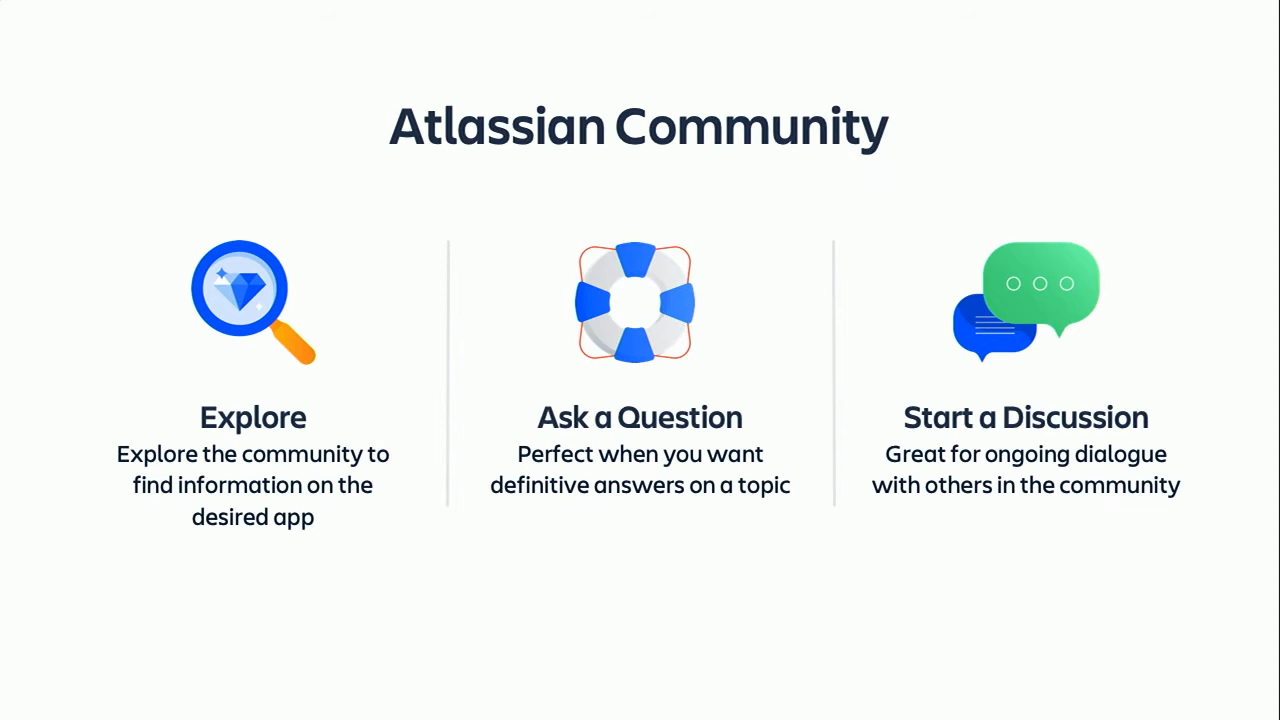 Atlassian Community
Explore
Explore the community to
find information on the
desired app
Ask a Question
Perfect when you want
definitive answers on a topic
Start a Discussion
Great for ongoing dialogue
with others in the community